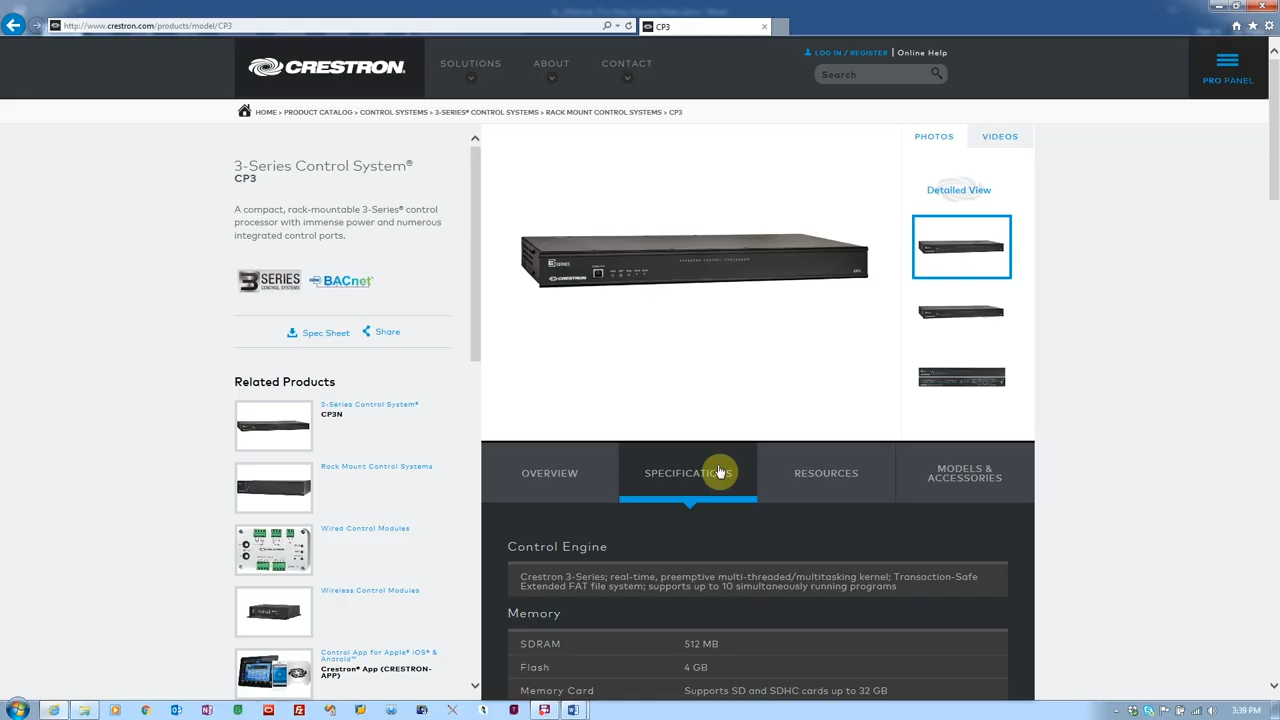 http://www.crestron.com/products/model/CP3
CP3
CRESTRON
SOLUTIONS
ABOUT
CONTACT
LOG IN / REGISTER | Online Help
Search
PRO PANEL
HOME > PRODUCT CATALOG > CONTROL SYSTEMS > 3-SERIES® CONTROL SYSTEMS > RACK MOUNT CONTROL SYSTEMS > CP3
3-Series Control System®
CP3
A compact, rack-mountable 3-Series® control
processor with immense power and numerous
integrated control ports.
3 SERIES
CONTROL SYSTEMS
BACnet
Spec Sheet
Share
Related Products
3-Series Control System®
CP3N
Rack Mount Control Systems
Wired Control Modules
Wireless Control Modules
Control App for Apple® iOS® &
Android™
Crestron® App (CRESTRON-
APP)
PHOTOS
VIDEOS
Detailed View
3SERIES
CRESTRON
CP3
OVERVIEW
SPECIFICATIONS
RESOURCES
MODELS &
ACCESSORIES
Control Engine
Crestron 3-Series; real-time, preemptive multi-threaded/multitasking kernel; Transaction-Safe
Extended FAT file system; supports up to 10 simultaneously running programs
Memory
SDRAM
512 MB
Flash
4 GB
Memory Card
Supports SD and SDHC cards up to 32 GB
3:39 PM